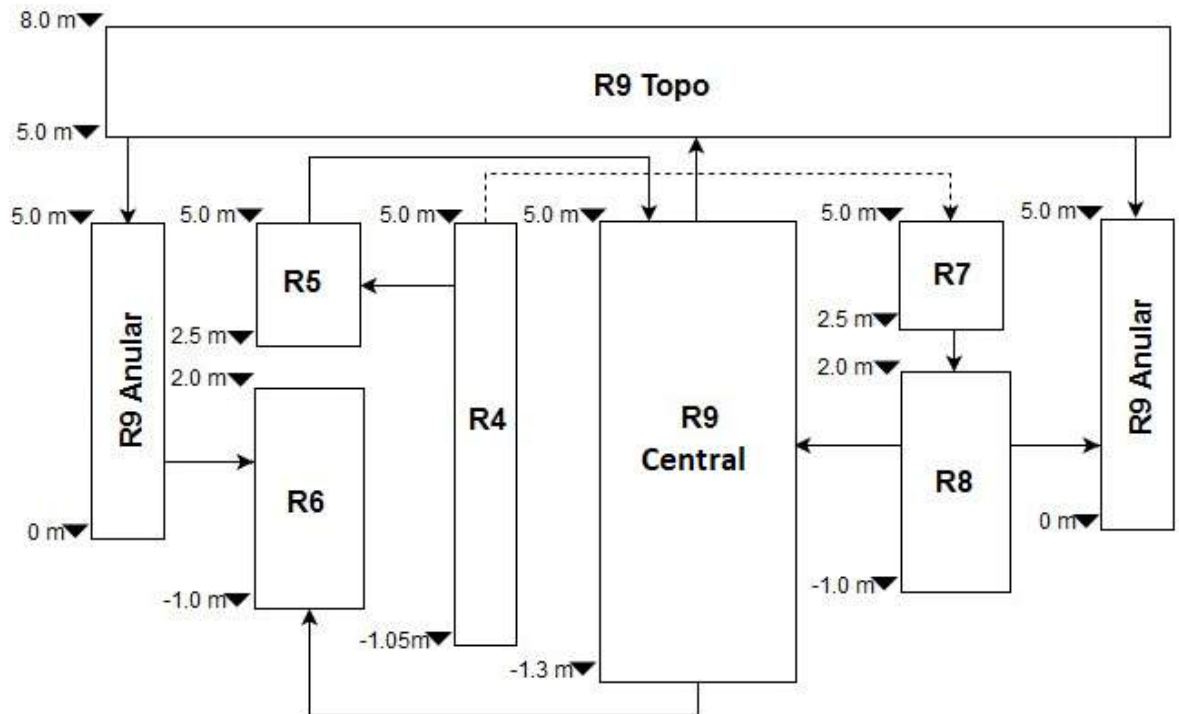 8.0 m
R9 Topo
5.0 m
5.0 m
5.0 m
5.0 m
5.0 m
5.0 m
5.0 m
R5
R7
R9 Anular
2.5 m
2.5 m
R9 Anular
2.0 m
2.0 m
R4
R9
Central
R6
R8
0 m
0 m
-1.0 m
-1.0 m
-1.05m
-1.3 m